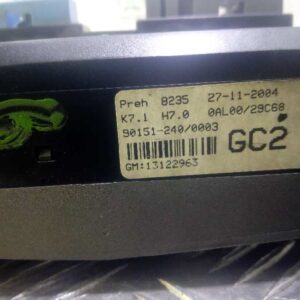 Preh 8235 27-11-2004
K7.1 H7.0 0AL00/29C68
90151-240/0003
GC2
GM:13122963